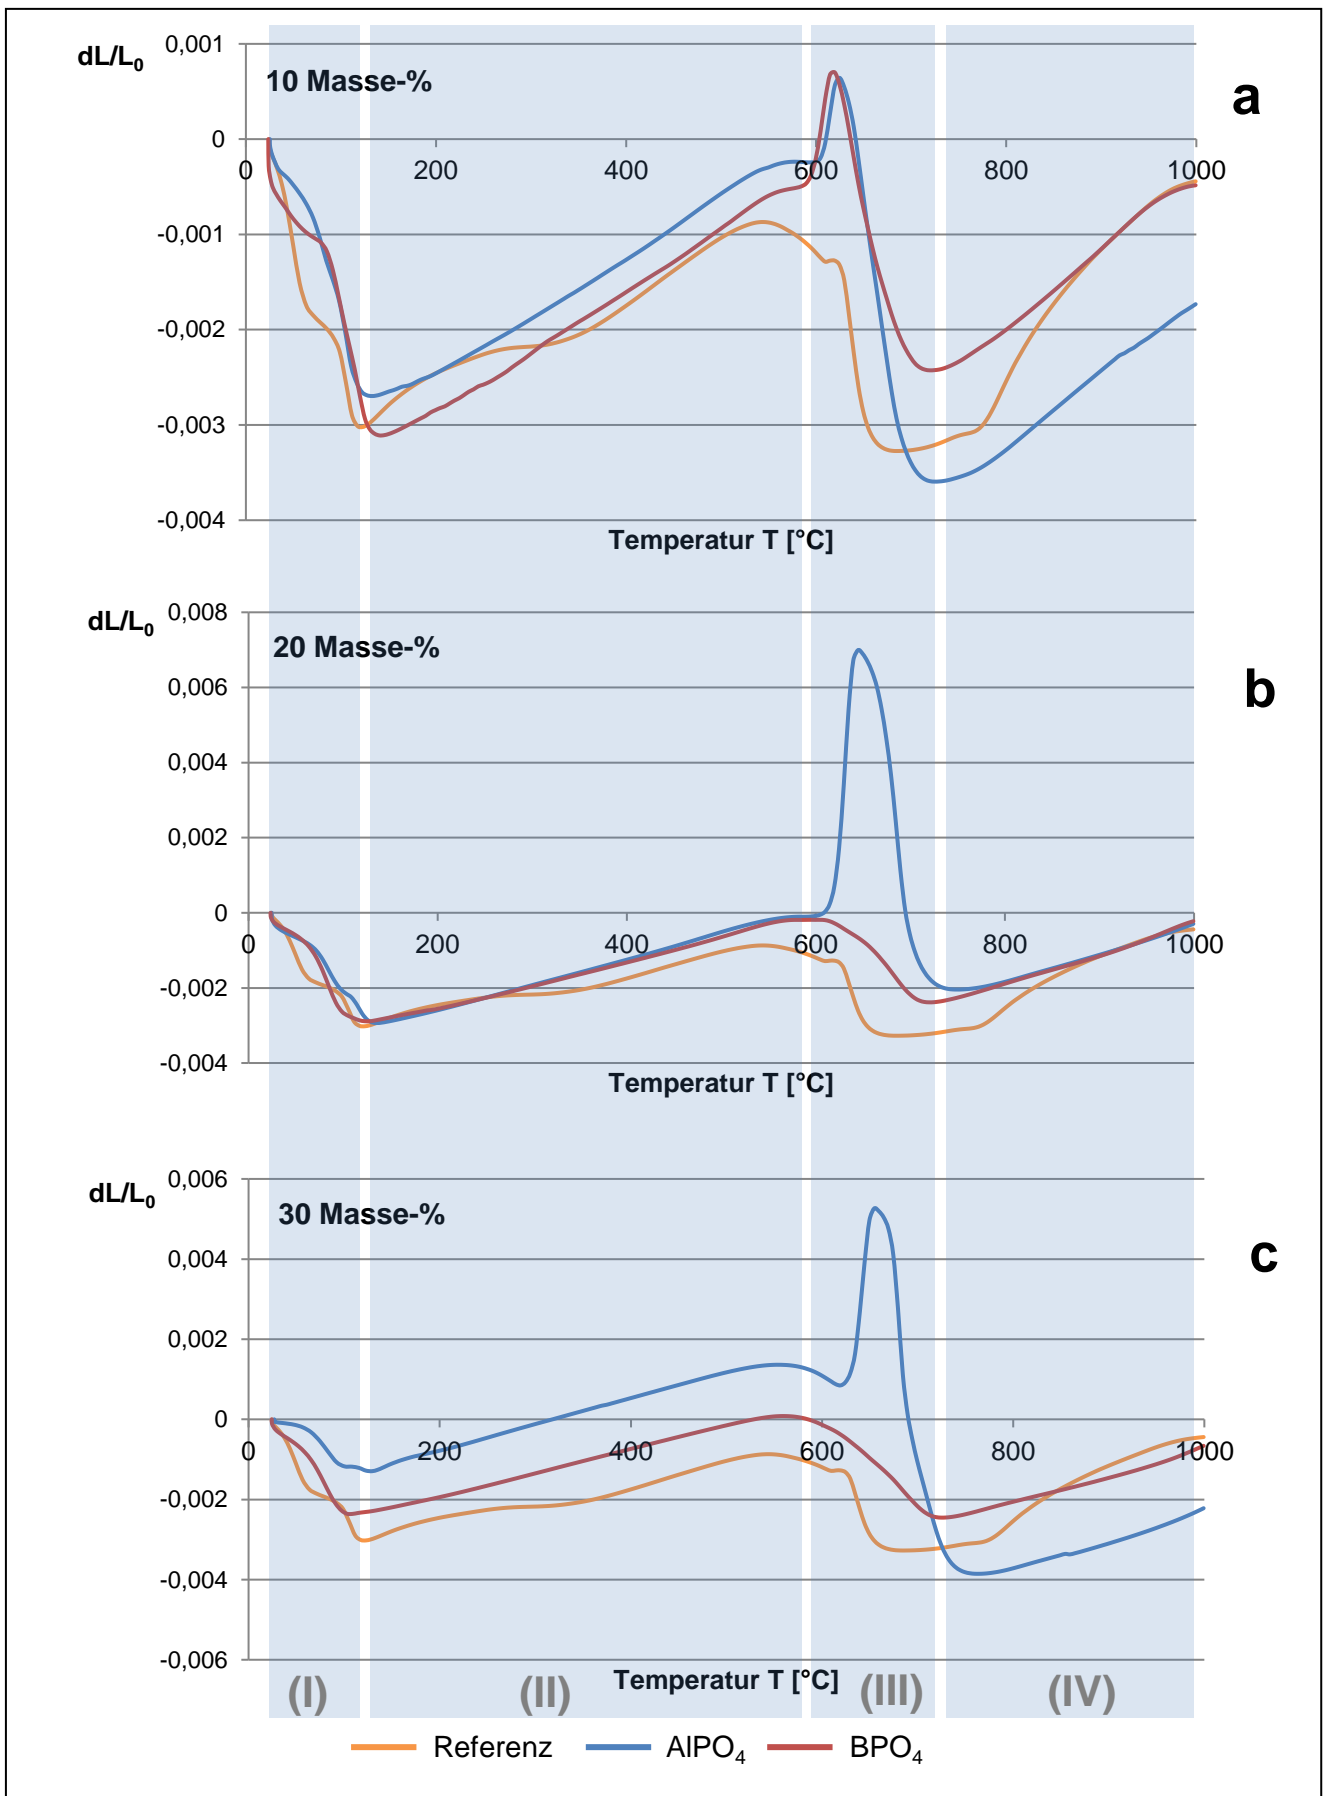 dL/L0
0,001
10 Masse-%
a
0
0 200 400 600 800 1000
-0,001
-0,002
-0,003
-0,004
Temperatur T [°C]
dL/L0
0,008
20 Masse-%
b
0,006
0,004
0,002
0
0 200 400 600 800 1000
-0,002
-0,004
Temperatur T [°C]
dL/L0
0,006
30 Masse-%
c
0,004
0,002
0
0 200 400 600 800 1000
-0,002
-0,004
-0,006
Temperatur T [°C]
(I) (II) (III) (IV)
Referenz AlPO4 BPO4